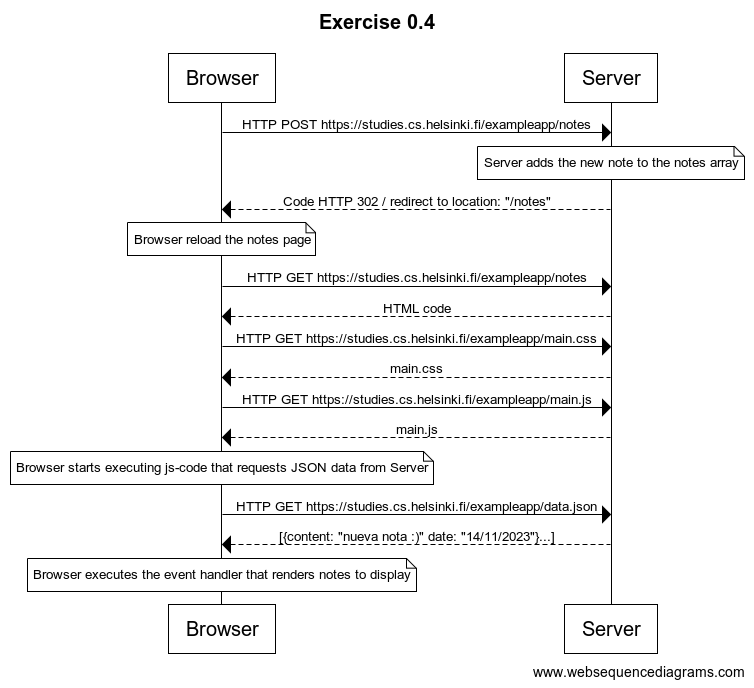 Exercise 0.4
Browser
Server
HTTP POST https://studies.cs.helsinki.fi/exampleapp/notes
Server adds the new note to the notes array
Code HTTP 302 / redirect to location: "/notes"
Browser reload the notes page
HTTP GET https://studies.cs.helsinki.fi/exampleapp/notes
HTML code
HTTP GET https://studies.cs.helsinki.fi/exampleapp/main.css
main.css
HTTP GET https://studies.cs.helsinki.fi/exampleapp/main.js
main.js
Browser starts executing js-code that requests JSON data from Server
HTTP GET https://studies.cs.helsinki.fi/exampleapp/data.json
[{content: "nueva nota :)" date: "14/11/2023"}...]
Browser executes the event handler that renders notes to display
Browser
Server
www.websequencediagrams.com